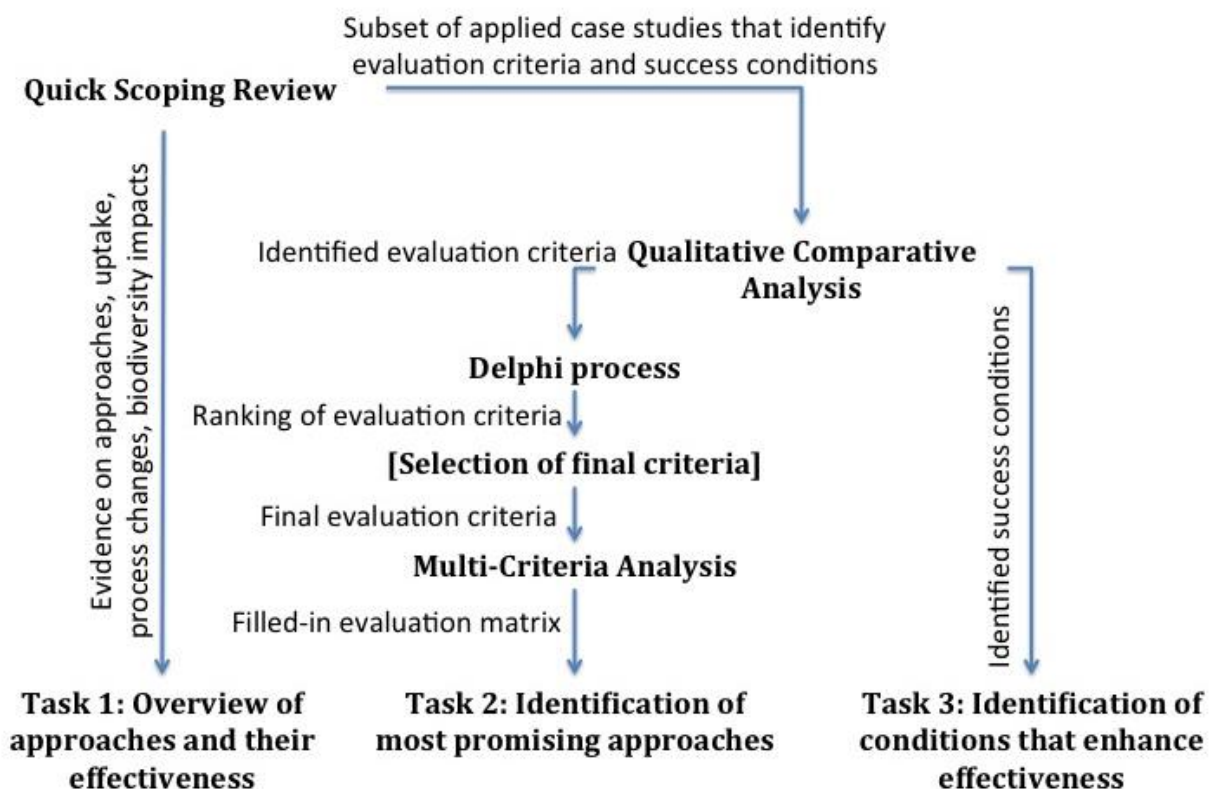 Subset of applied case studies that identify
evaluation criteria and success conditions
Quick Scoping Review
Evidence on approaches, uptake,
process changes, biodiversity impacts
Identified evaluation criteria
Qualitative Comparative
Analysis
Delphi process
Ranking of evaluation criteria
[Selection of final criteria]
Final evaluation criteria
Multi-Criteria Analysis
Filled-in evaluation matrix
Identified success conditions
Task 1: Overview of
approaches and their
effectiveness
Task 2: Identification of
most promising approaches
Task 3: Identification of
conditions that enhance
effectiveness